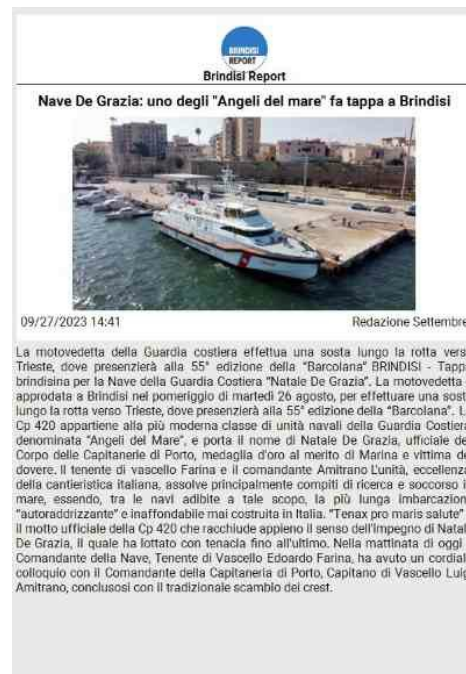 BRINDISI
REPORT
Brindisi Report
Nave De Grazia: uno degli "Angeli del mare" fa tappa a Brindisi
09/27/2023 14:41
Redazione Settembre
La motovedetta della Guardia costiera effettua una sosta lungo la rotta vers
Trieste, dove presenzierà alla 55° edizione della "Barcolana" BRINDISI - Tapp
brindisina per la Nave della Guardia Costiera "Natale De Grazia". La motovedetta
approdata a Brindisi nel pomeriggio di martedì 26 agosto, per effettuare una sost
lungo la rotta verso Trieste, dove presenzierà alla 55° edizione della "Barcolana". L
Cp 420 appartiene alla più moderna classe di unità navali della Guardia Costiera
denominata "Angeli del Mare", e porta il nome di Natale De Grazia, ufficiale de
Corpo delle Capitanerie di Porto, medaglia d'oro al merito di Marina e vittima de
dovere. Il tenente di vascello Farina e il comandante Amitrano L'unità, eccellenza
della cantieristica italiana, assolve principalmente compiti di ricerca e soccorso i
mare, essendo, tra le navi adibite a tale scopo, la più lunga imbarcazion
"autoraddrizzante" e inaffondabile mai costruita in Italia. "Tenax pro maris salute"
il motto ufficiale della Cp 420 che racchiude appieno il senso dell'impegno di Natal
De Grazia, il quale ha lottato con tenacia fino all'ultimo. Nella mattinata di oggi
Comandante della Nave, Tenente di Vascello Edoardo Farina, ha avuto un cordial
colloquio con il Comandante della Capitaneria di Porto, Capitano di Vascello Luig
Amitrano, conclusosi con il tradizionale scambio dei crest.